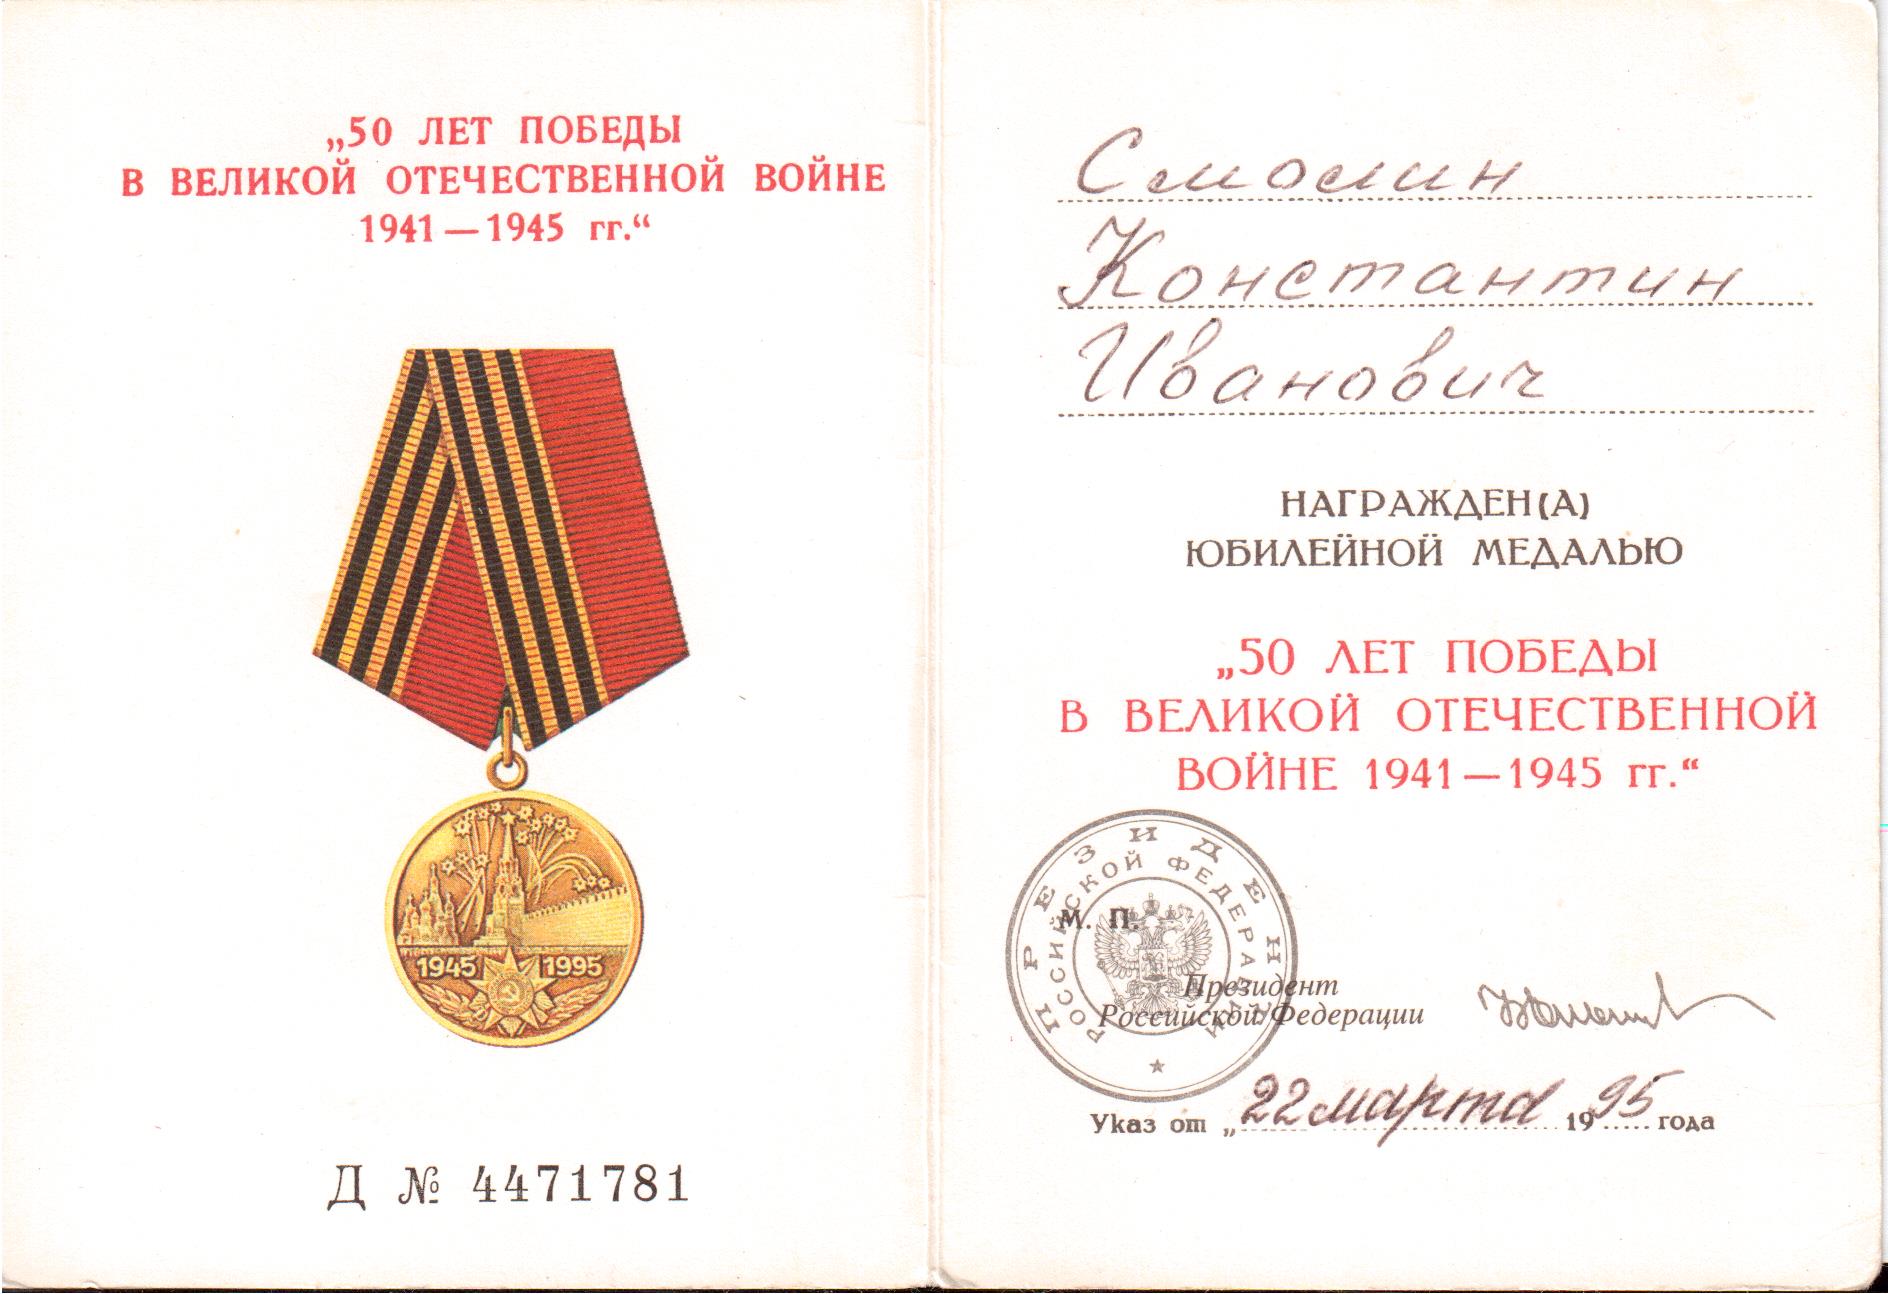 „50 ЛЕТ ПОБЕДЫ
В ВЕЛИКОЙ ОТЕЧЕСТВЕННОЙ ВОЙНЕ
1941—1945 гг.“
1945 1995
Д № 4471781
Смолин
Константин
Иванович
НАГРАЖДЕН(А)
ЮБИЛЕЙНОЙ МЕДАЛЬЮ
„50 ЛЕТ ПОБЕДЫ
В ВЕЛИКОЙ ОТЕЧЕСТВЕННОЙ
ВОЙНЕ 1941—1945 гг.“
ПРЕЗИДЕНТ
РОССИЙСКОЙ ФЕДЕРАЦИИ
М. П.
Президент
Российской Федерации
Указ от „22 марта 1995 года